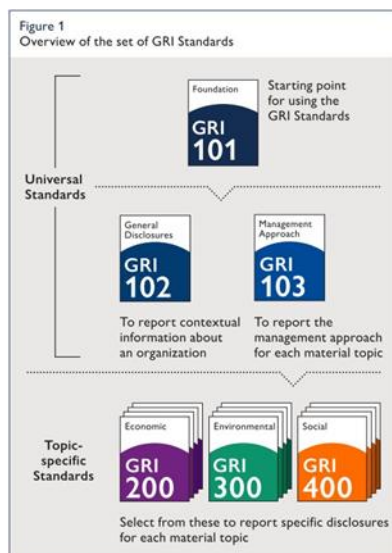 Figure 1
Overview of the set of GRI Standards
Foundation
GRI
101
Starting point
for using the
GRI Standards
Universal
Standards
General
Disclosures
GRI
102
Management
Approach
GRI
103
To report contextual
information about
an organization
To report the
management approach
for each material topic
Topic-
specific
Standards
Economic
GRI
200
Environmental
GRI
300
Social
GRI
400
Select from these to report specific disclosures
for each material topic